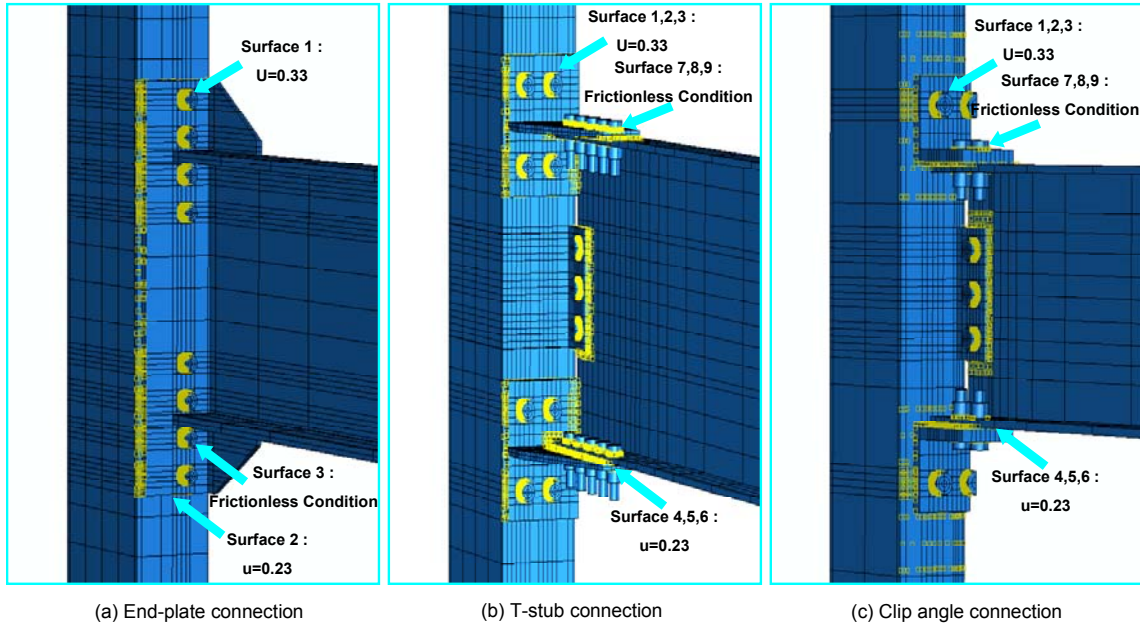 Surface 1 :
U=0.33
Surface 3 :
Frictionless Condition
Surface 2 :
u=0.23
(a) End-plate connection
Surface 1,2,3 :
U=0.33
Surface 7,8,9 :
Frictionless Condition
Surface 4,5,6 :
u=0.23
(b) T-stub connection
Surface 1,2,3 :
U=0.33
Surface 7,8,9 :
Frictionless Condition
Surface 4,5,6 :
u=0.23
(c) Clip angle connection